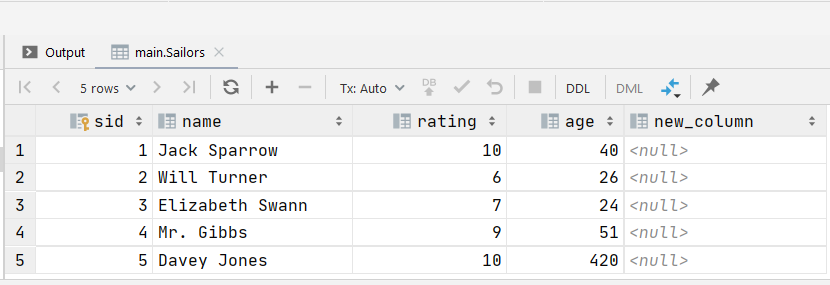 Output main.Sailors
5 rows Tx: Auto DB DDL DML
sid name rating age new_column
1 1 Jack Sparrow 10 40 <null>
2 2 Will Turner 6 26 <null>
3 3 Elizabeth Swann 7 24 <null>
4 4 Mr. Gibbs 9 51 <null>
5 5 Davey Jones 10 420 <null>